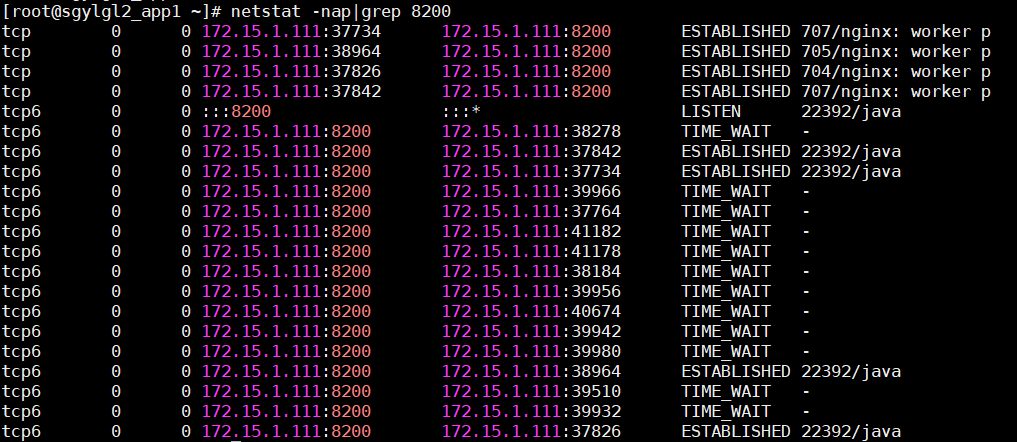 [root@sgylgl2_app1 ~]# netstat -nap|grep 8200
tcp 0 0 172.15.1.111:37734 172.15.1.111:8200 ESTABLISHED 707/nginx: worker p
tcp 0 0 172.15.1.111:38964 172.15.1.111:8200 ESTABLISHED 705/nginx: worker p
tcp 0 0 172.15.1.111:37826 172.15.1.111:8200 ESTABLISHED 704/nginx: worker p
tcp 0 0 172.15.1.111:37842 172.15.1.111:8200 ESTABLISHED 707/nginx: worker p
tcp6 0 0 :::8200 :::* LISTEN 22392/java
tcp6 0 0 172.15.1.111:8200 172.15.1.111:38278 TIME_WAIT -
tcp6 0 0 172.15.1.111:8200 172.15.1.111:37842 ESTABLISHED 22392/java
tcp6 0 0 172.15.1.111:8200 172.15.1.111:37734 ESTABLISHED 22392/java
tcp6 0 0 172.15.1.111:8200 172.15.1.111:39966 TIME_WAIT -
tcp6 0 0 172.15.1.111:8200 172.15.1.111:37764 TIME_WAIT -
tcp6 0 0 172.15.1.111:8200 172.15.1.111:41182 TIME_WAIT -
tcp6 0 0 172.15.1.111:8200 172.15.1.111:41178 TIME_WAIT -
tcp6 0 0 172.15.1.111:8200 172.15.1.111:38184 TIME_WAIT -
tcp6 0 0 172.15.1.111:8200 172.15.1.111:39956 TIME_WAIT -
tcp6 0 0 172.15.1.111:8200 172.15.1.111:40674 TIME_WAIT -
tcp6 0 0 172.15.1.111:8200 172.15.1.111:39942 TIME_WAIT -
tcp6 0 0 172.15.1.111:8200 172.15.1.111:39980 TIME_WAIT -
tcp6 0 0 172.15.1.111:8200 172.15.1.111:38964 ESTABLISHED 22392/java
tcp6 0 0 172.15.1.111:8200 172.15.1.111:39510 TIME_WAIT -
tcp6 0 0 172.15.1.111:8200 172.15.1.111:39932 TIME_WAIT -
tcp6 0 0 172.15.1.111:8200 172.15.1.111:37826 ESTABLISHED 22392/java